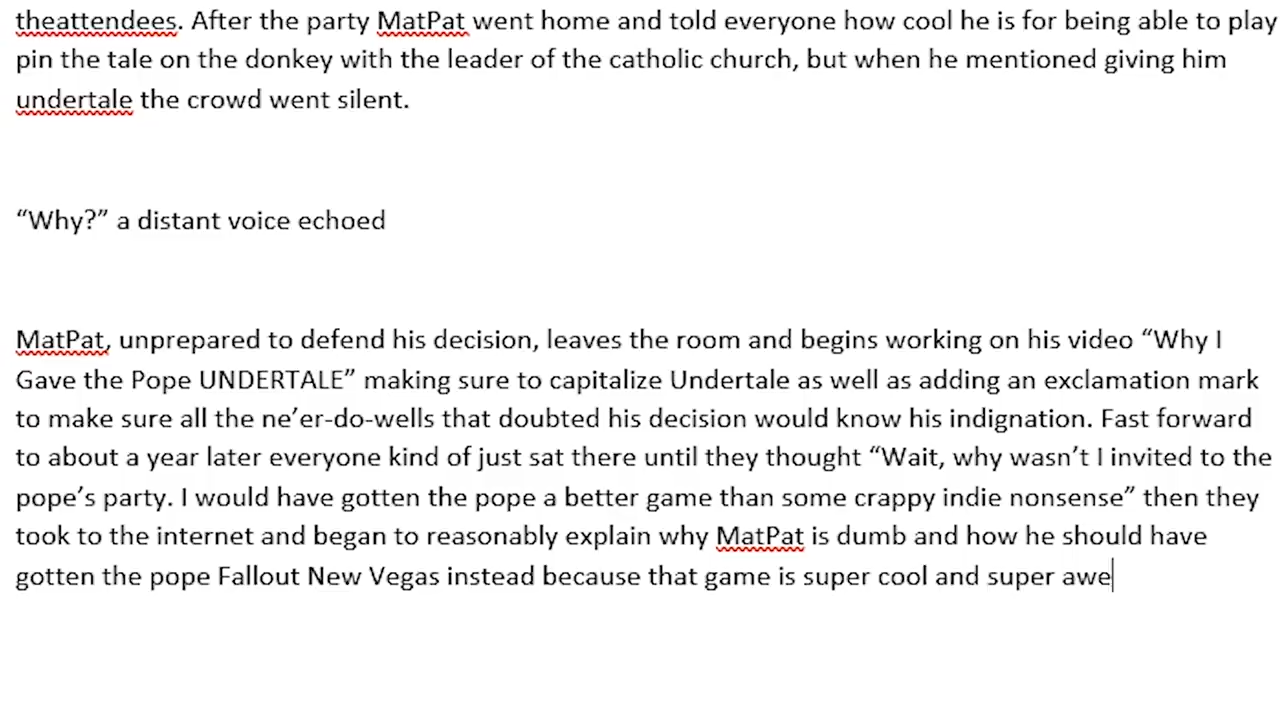 theattendees. After the party MatPat went home and told everyone how cool he is for being able to play
pin the tale on the donkey with the leader of the catholic church, but when he mentioned giving him
undertale the crowd went silent.
“Why?” a distant voice echoed
MatPat, unprepared to defend his decision, leaves the room and begins working on his video “Why I
Gave the Pope UNDERTALE” making sure to capitalize Undertale as well as adding an exclamation mark
to make sure all the ne’er-do-wells that doubted his decision would know his indignation. Fast forward
to about a year later everyone kind of just sat there until they thought “Wait, why wasn’t I invited to the
pope’s party. I would have gotten the pope a better game than some crappy indie nonsense” then they
took to the internet and began to reasonably explain why MatPat is dumb and how he should have
gotten the pope Fallout New Vegas instead because that game is super cool and super awe